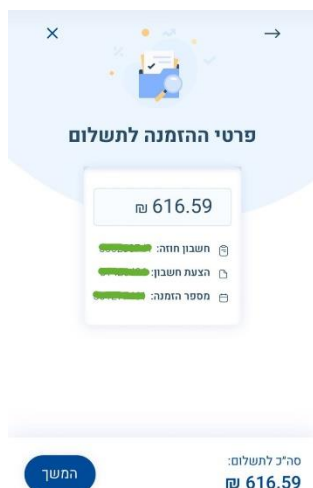 פרטי ההזמנה לתשלום
616.59 ₪
חשבון חוזה:
הצעת חשבון:
מספר הזמנה:
סה״כ לתשלום:
616.59 ₪
המשך